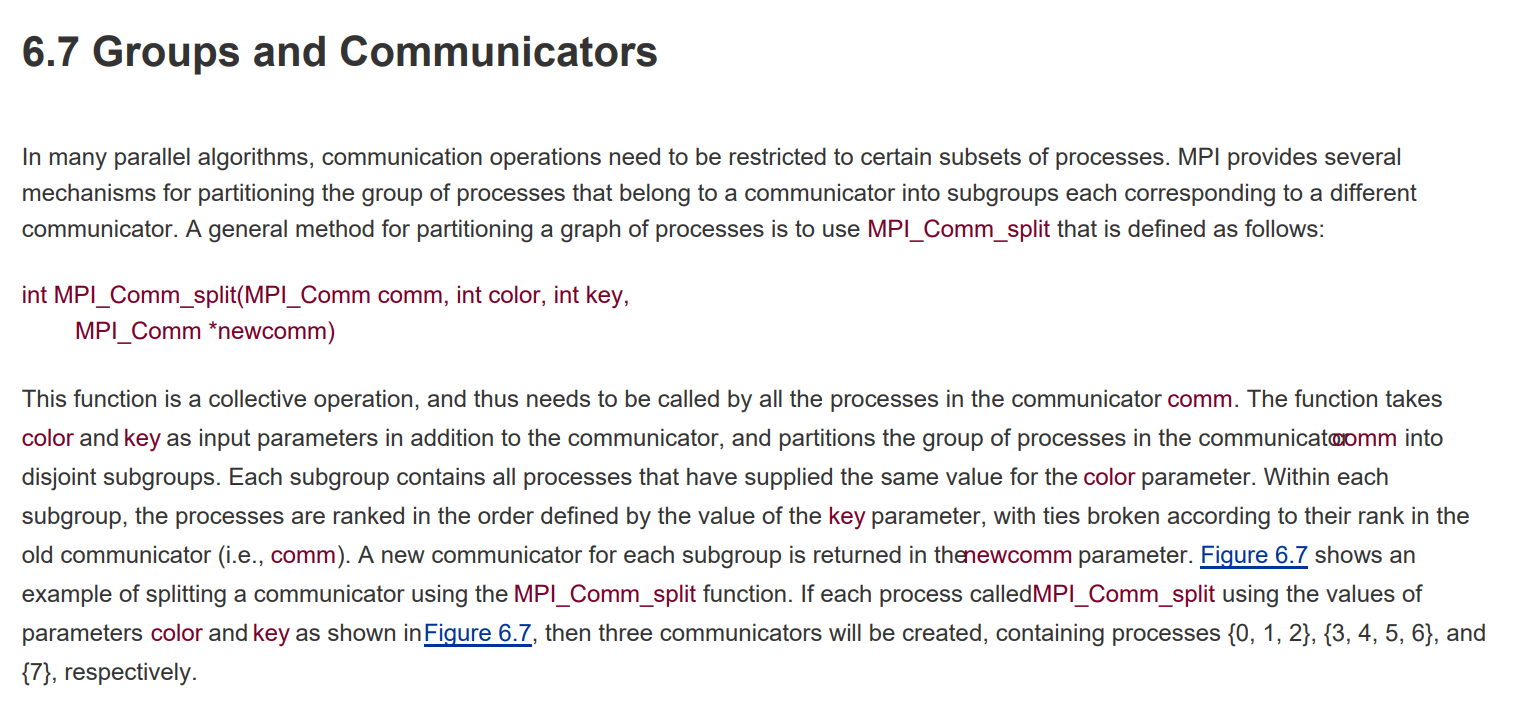 6.7 Groups and Communicators
In many parallel algorithms, communication operations need to be restricted to certain subsets of processes. MPI provides several
mechanisms for partitioning the group of processes that belong to a communicator into subgroups each corresponding to a different
communicator. A general method for partitioning a graph of processes is to use MPI_Comm_split that is defined as follows:
int MPI_Comm_split(MPI_Comm comm, int color, int key,
MPI_Comm *newcomm)
This function is a collective operation, and thus needs to be called by all the processes in the communicator comm. The function takes
color and key as input parameters in addition to the communicator, and partitions the group of processes in the communicator comm into
disjoint subgroups. Each subgroup contains all processes that have supplied the same value for the color parameter. Within each
subgroup, the processes are ranked in the order defined by the value of the key parameter, with ties broken according to their rank in the
old communicator (i.e., comm). A new communicator for each subgroup is returned in the newcomm parameter. Figure 6.7 shows an
example of splitting a communicator using the MPI_Comm_split function. If each process called MPI_Comm_split using the values of
parameters color and key as shown in Figure 6.7, then three communicators will be created, containing processes {0, 1, 2}, {3, 4, 5, 6}, and
{7}, respectively.